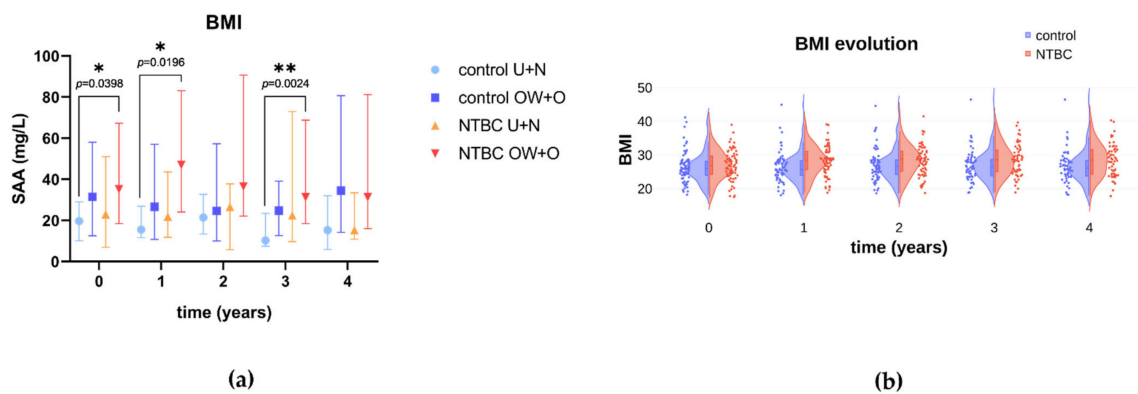 BMI
SAA (mg/L)
100
80
60
40
20
0
*
p=0.0398
*
p=0.0196
**
p=0.0024
0 1 2 3 4
time (years)
control U+N
control OW+O
NTBC U+N
NTBC OW+O
(a)
BMI evolution
control
NTBC
BMI
50
40
30
20
0 1 2 3 4
time (years)
(b)